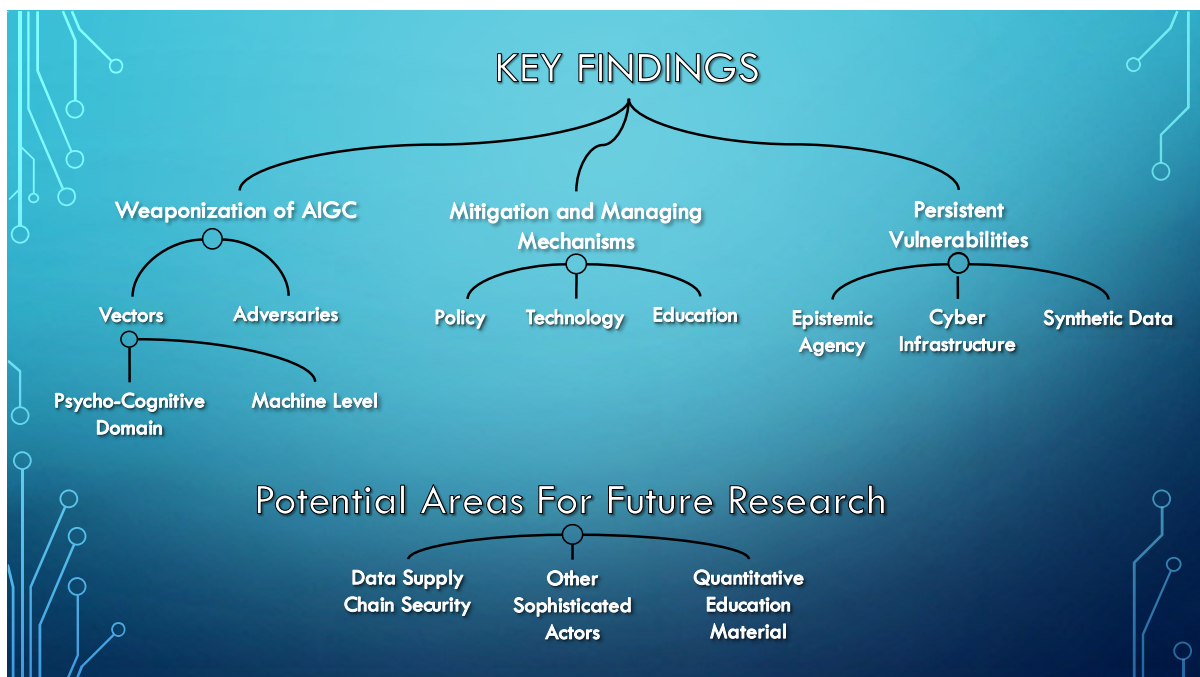 KEY FINDINGS
Weaponization of AIGC
Mitigation and Managing
Mechanisms
Persistent
Vulnerabilities
Vectors
Adversaries
Policy
Technology
Education
Epistemic
Agency
Cyber
Infrastructure
Synthetic Data
Psycho-Cognitive
Domain
Machine Level
Potential Areas For Future Research
Data Supply
Chain Security
Other
Sophisticated
Actors
Quantitative
Education
Material